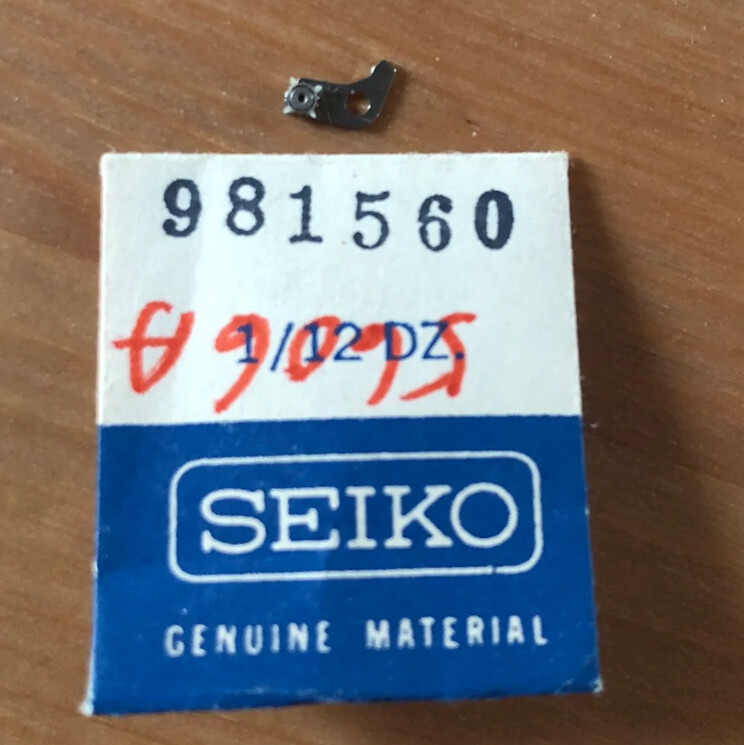 981560
1/12 DZ.
5606A
SEIKO
GENUINE MATERIAL